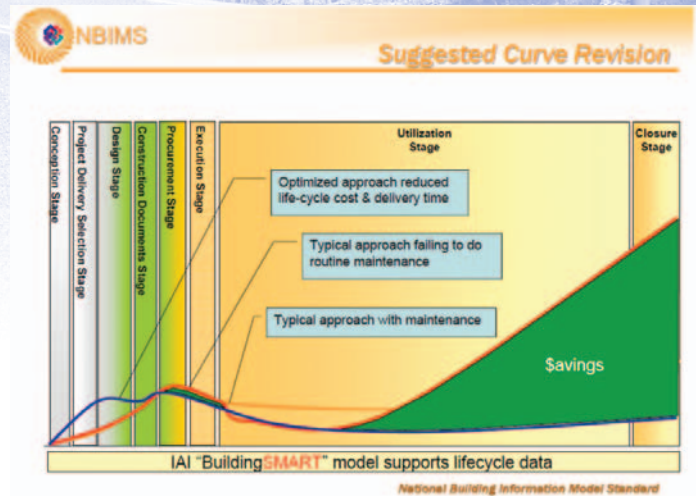 NBIMS
Suggested Curve Revision
Conception Stage
Project Delivery Selection Stage
Design Stage
Construction Documents Stage
Procurement Stage
Execution Stage
Utilization
Stage
Closure
Stage
Optimized approach reduced
life-cycle cost & delivery time
Typical approach failing to do
routine maintenance
Typical approach with maintenance
$avings
IAI "BuildingSMART" model supports lifecycle data
National Building Information Model Standard